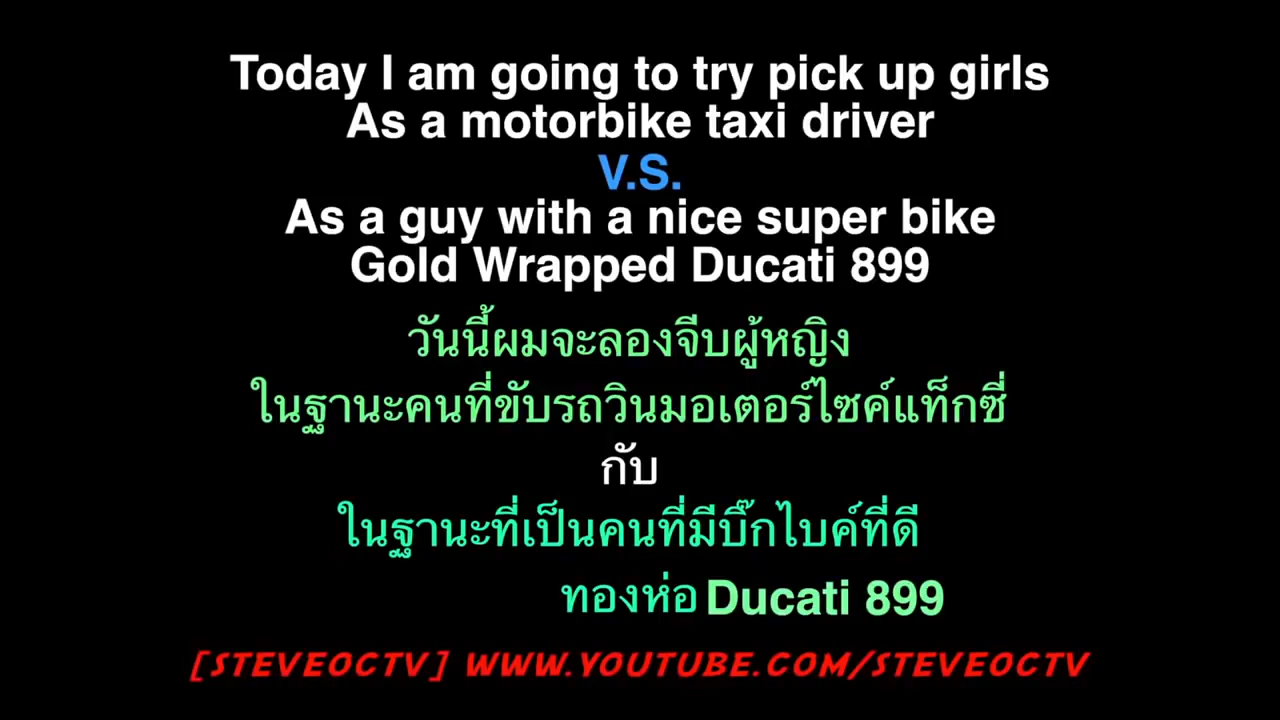 Today I am going to try pick up girls
As a motorbike taxi driver
V.S.
As a guy with a nice super bike
Gold Wrapped Ducati 899
วันนี้ผมจะลองจีบผู้หญิง
ในฐานะคนที่ขับรถวินมอเตอร์ไซค์แท็กซี่
กับ
ในฐานะที่เป็นคนที่มีบิ๊กไบค์ที่ดี
ทองห่อ Ducati 899
[STEVEOCTV] WWW.YOUTUBE.COM/STEVEOCTV